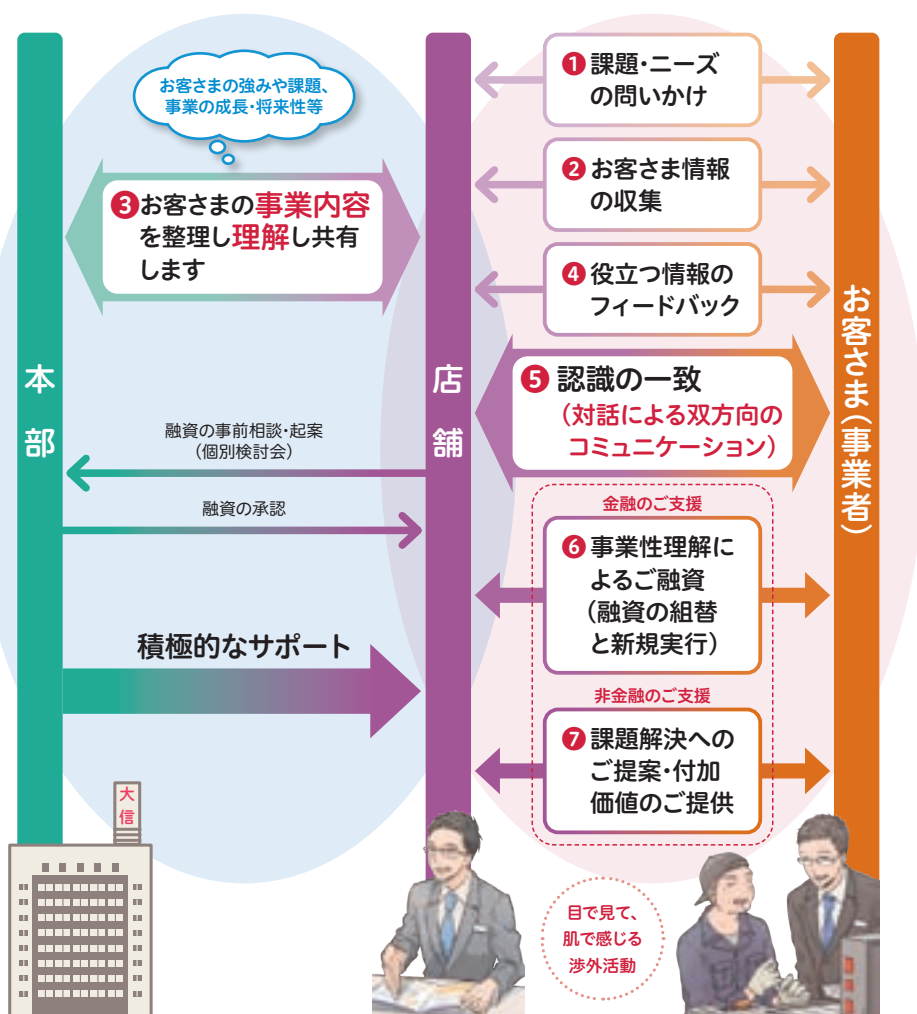 本部
お客さまの強みや課題、
事業の成長・将来性等
❸お客さまの事業内容
を整理し理解し共有
します
融資の事前相談・起案
(個別検討会)
融資の承認
積極的なサポート
大
信
店舗
❶課題・ニーズ
の問いかけ
❷お客さま情報
の収集
❹役立つ情報の
フィードバック
❺認識の一致
(対話による双方向の
コミュニケーション)
金融のご支援
❻事業性理解に
よるご融資
(融資の組替
と新規実行)
非金融のご支援
❼課題解決への
ご提案・付加
価値のご提供
目で見て、
肌で感じる
渉外活動
お客さま(事業者)